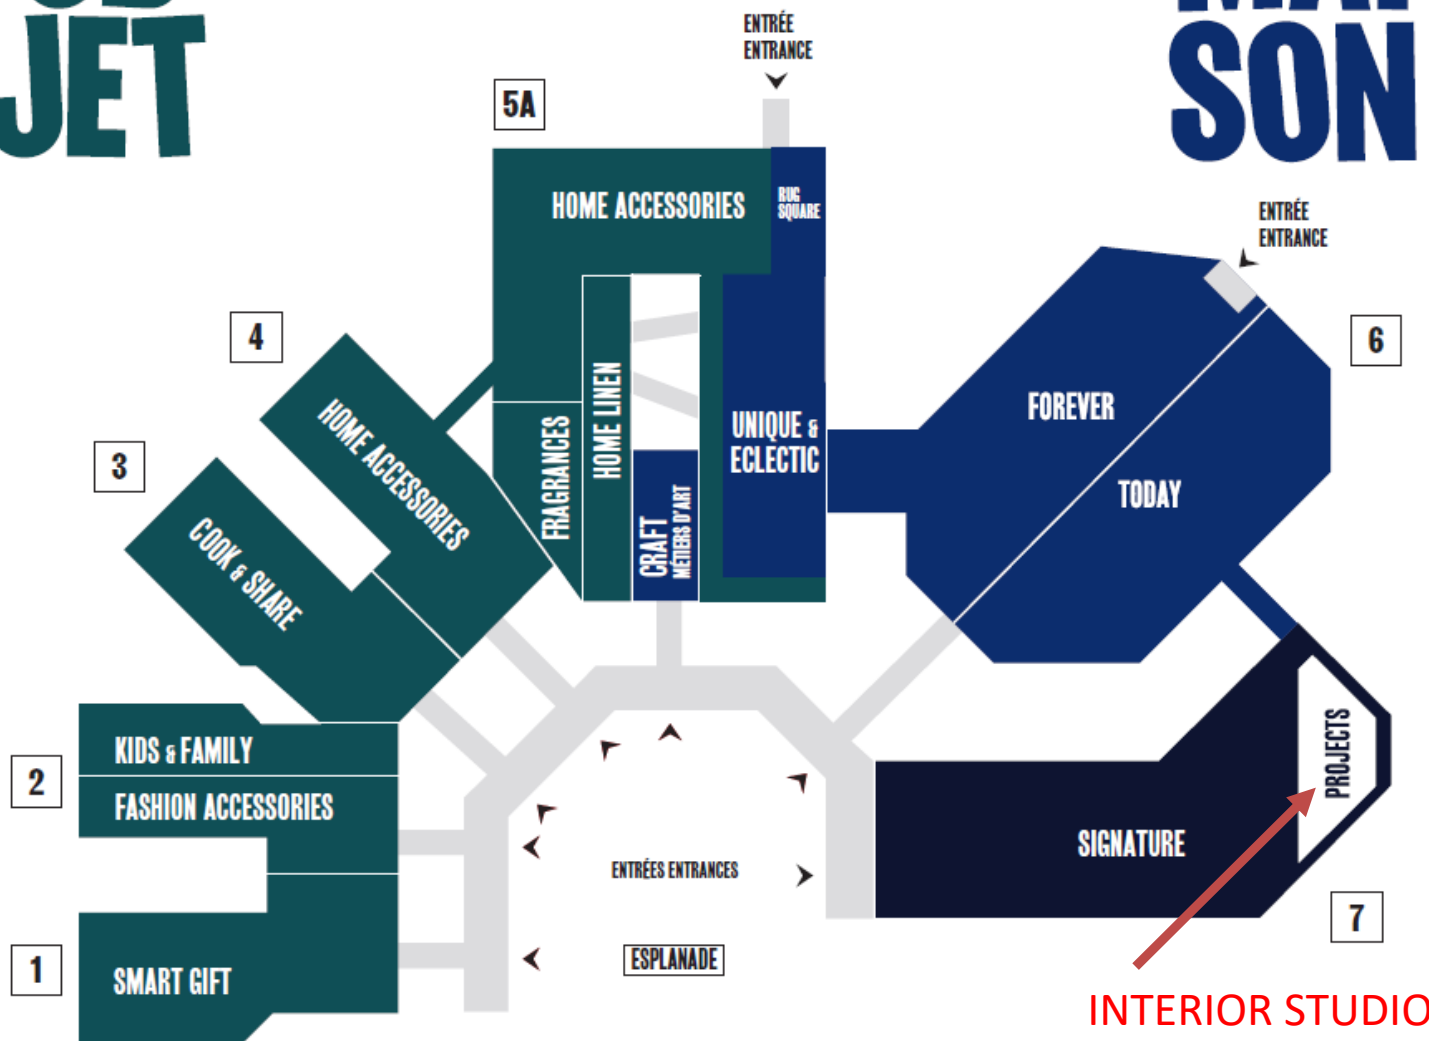 JET
SON
ENTRÉE
ENTRANCE
5A
HOME ACCESSORIES
RUG
SQUARE
ENTRÉE
ENTRANCE
4
6
HOME ACCESSORIES
FRAGRANCES
HOME LINEN
CRAFT
MÉTIERS D'ART
UNIQUE &
ECLECTIC
FOREVER
TODAY
3
COOK & SHARE
2
KIDS & FAMILY
FASHION ACCESSORIES
PROJECTS
SIGNATURE
ENTRÉES ENTRANCES
7
1
SMART GIFT
ESPLANADE
INTERIOR STUDIO